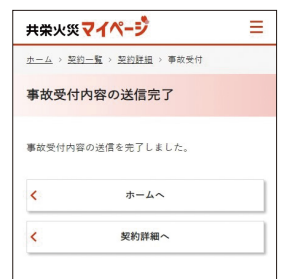 共栄火災マイページ
ホーム > 契約一覧 > 契約詳細 > 事故受付
事故受付内容の送信完了
事故受付内容の送信を完了しました。
ホームへ
契約詳細へ